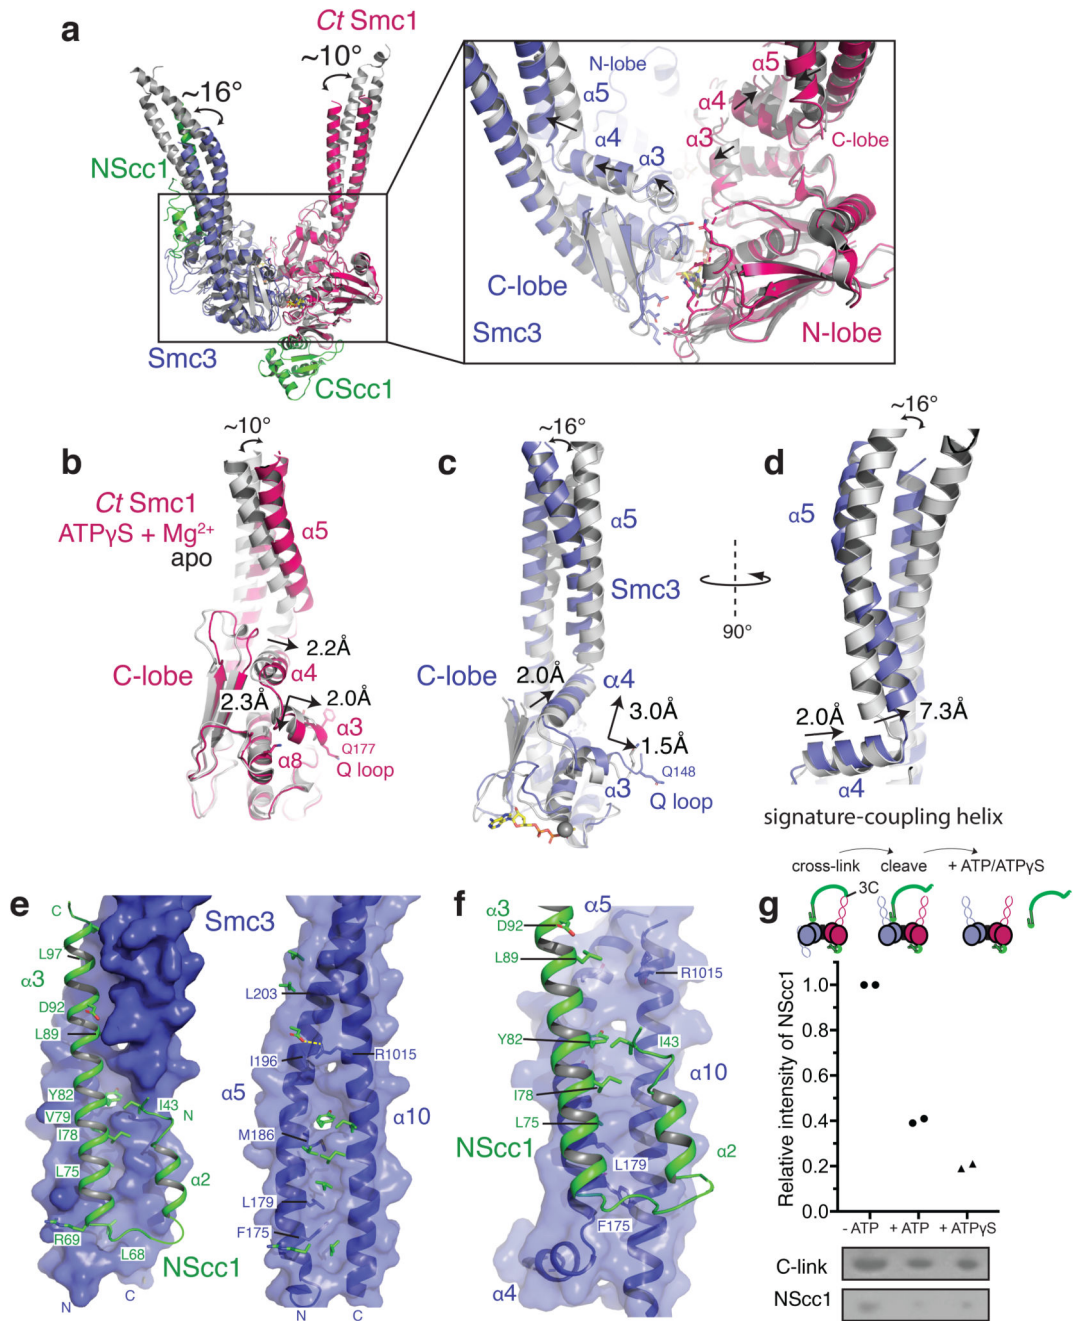 a
Ct Smc1
~10°
~16°
NScc1
Smc3
CScc1
N-lobe
α5
α4
α3
α5
α4
α3
C-lobe
C-lobe
Smc3
N-lobe
b
~10°
Ct Smc1
ATPγS + Mg²⁺
apo
α5
2.2Å
C-lobe
α4
2.3Å
2.0Å
α3
Q177
α8
Q loop
c
~16°
α5
Smc3
C-lobe
2.0Å
α4
3.0Å
1.5Å
Q148
α3
Q loop
90°
d
~16°
α5
2.0Å
7.3Å
α4
signature-coupling helix
e
Smc3
C
L97
α3
D92
L89
Y82
I43
V79
N
I78
L75
α2
R69
L68
NScc1
N
C
L203
I196
R1015
α5
α10
M186
L179
F175
N
C
f
α3
α5
D92
L89
R1015
Y82
I43
α10
I78
L75
NScc1
L179
α2
F175
α4
cross-link
cleave
+ ATP/ATPγS
g
3C
Relative intensity of NScc1
1.0
0.8
0.6
0.4
0.2
0.0
- ATP
+ ATP
+ ATPγS
C-link
NScc1